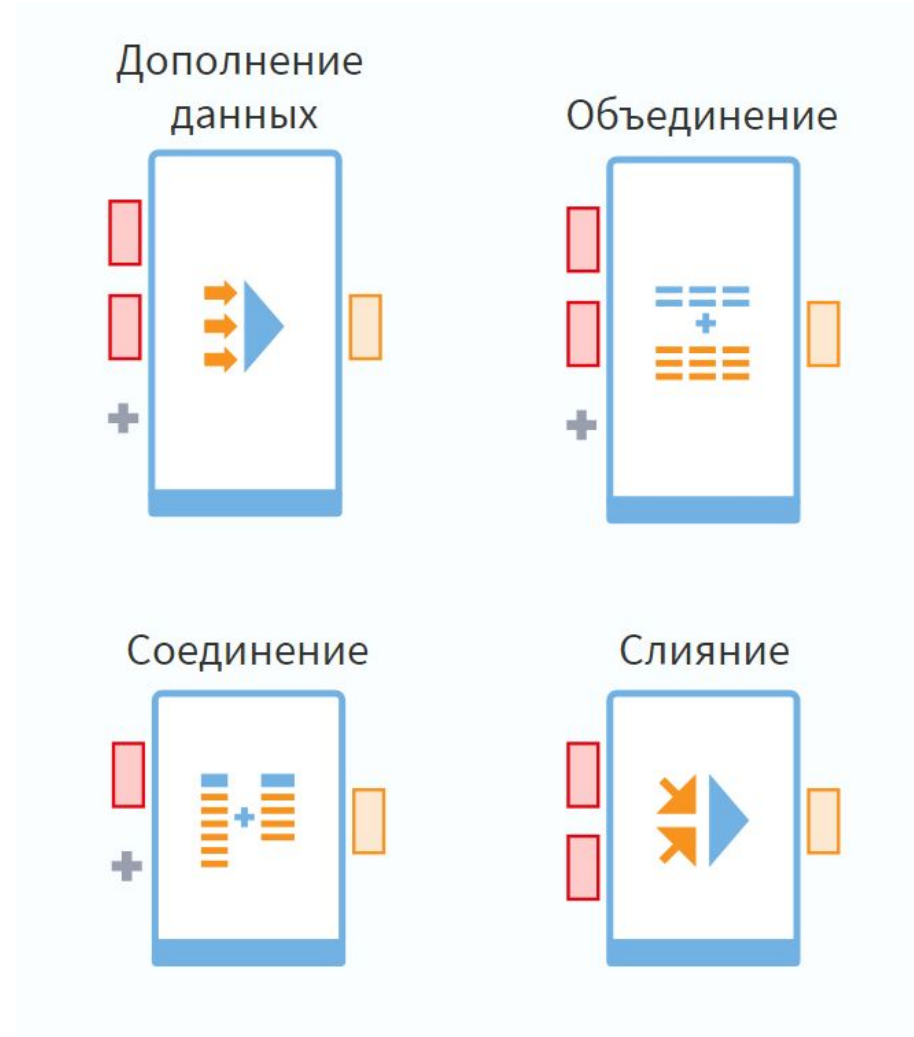 Дополнение
данных
Объединение
Соединение
Слияние